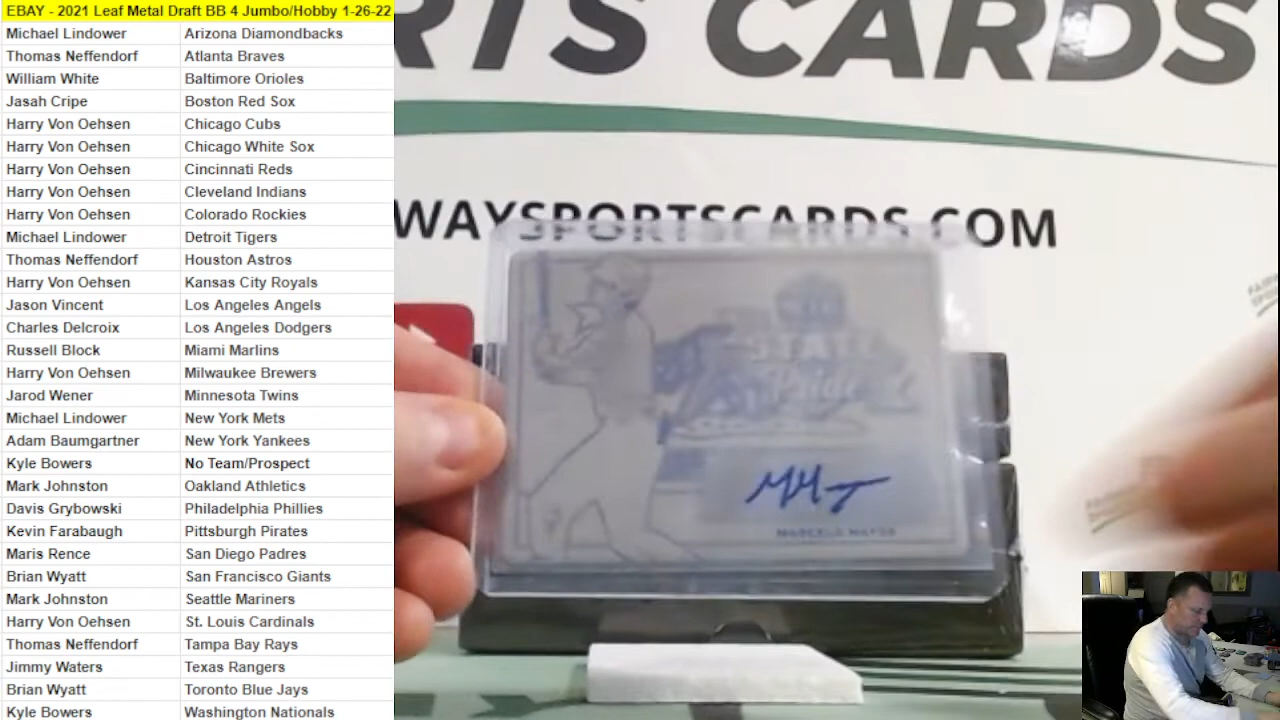 EBAY - 2021 Leaf Metal Draft BB 4 Jumbo/Hobby 1-26-22
Michael Lindower Arizona Diamondbacks
Thomas Neffendorf Atlanta Braves
William White Baltimore Orioles
Jasah Cripe Boston Red Sox
Harry Von Oehsen Chicago Cubs
Harry Von Oehsen Chicago White Sox
Harry Von Oehsen Cincinnati Reds
Harry Von Oehsen Cleveland Indians
Harry Von Oehsen Colorado Rockies
Michael Lindower Detroit Tigers
Thomas Neffendorf Houston Astros
Harry Von Oehsen Kansas City Royals
Jason Vincent Los Angeles Angels
Charles Delcroix Los Angeles Dodgers
Russell Block Miami Marlins
Harry Von Oehsen Milwaukee Brewers
Jarod Wener Minnesota Twins
Michael Lindower New York Mets
Adam Baumgartner New York Yankees
Kyle Bowers No Team/Prospect
Mark Johnston Oakland Athletics
Davis Grybowski Philadelphia Phillies
Kevin Farabaugh Pittsburgh Pirates
Maris Rence San Diego Padres
Brian Wyatt San Francisco Giants
Mark Johnston Seattle Mariners
Harry Von Oehsen St. Louis Cardinals
Thomas Neffendorf Tampa Bay Rays
Jimmy Waters Texas Rangers
Brian Wyatt Toronto Blue Jays
Kyle Bowers Washington Nationals
RTS CARDS
WAYSPORTSCARDS.COM
STATE
Pride
MARCELO MAYER